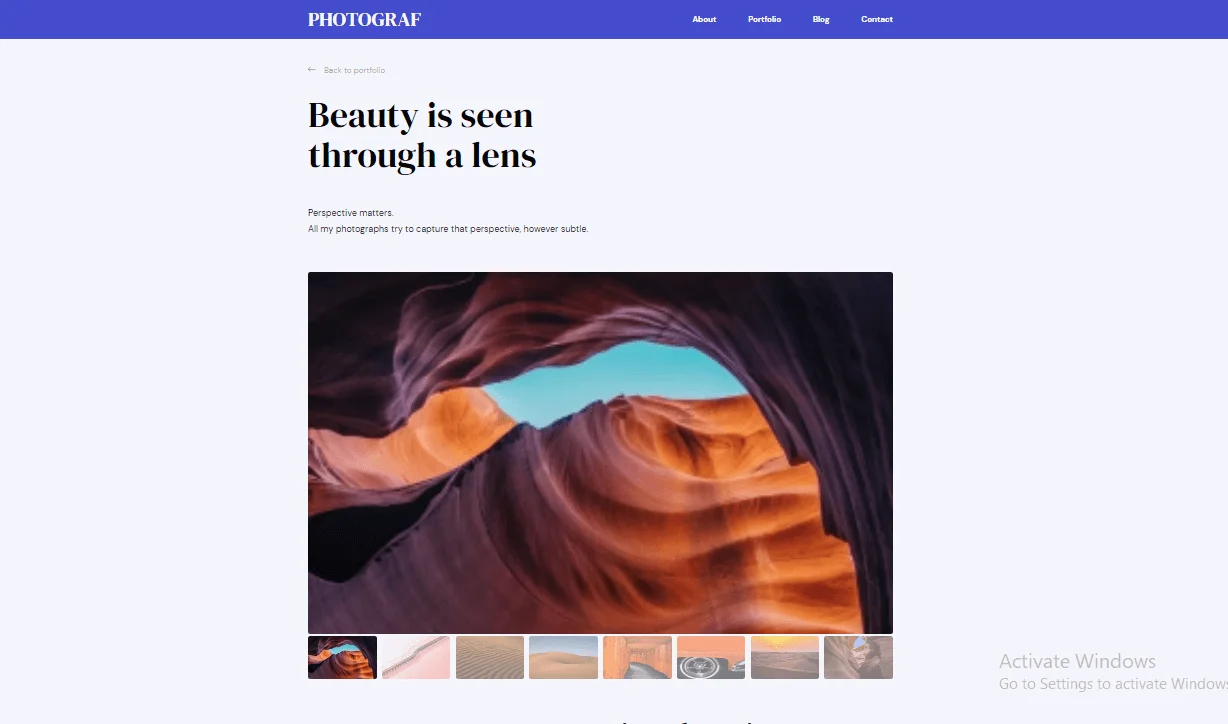 PHOTOGRAF
About Portfolio Blog Contact
← Back to portfolio
Beauty is seen
through a lens
Perspective matters.
All my photographs try to capture that perspective, however subtle.
Activate Windows
Go to Settings to activate Windows